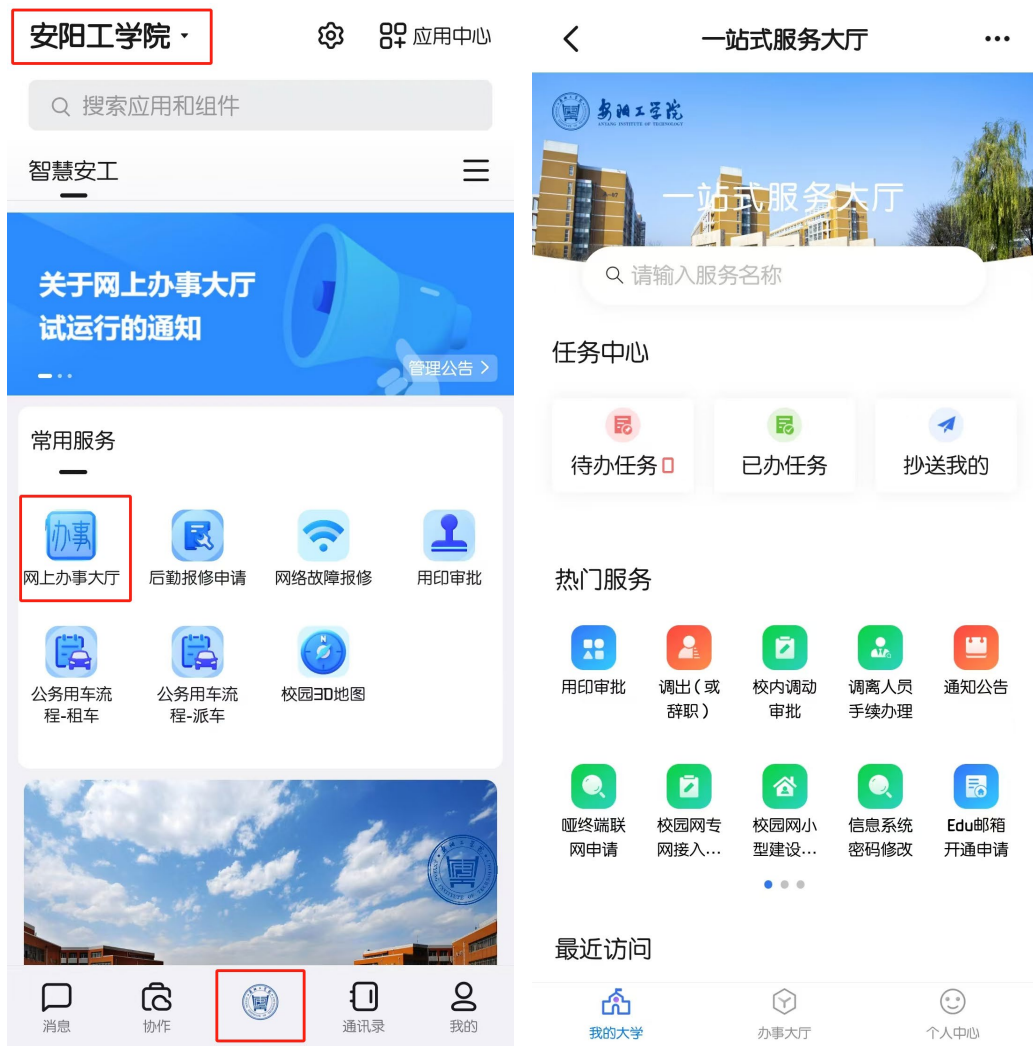 安阳工学院
应用中心
搜索应用和组件
智慧安工
关于网上办事大厅
试运行的通知
管理公告
常用服务
办事
网上办事大厅
后勤报修申请
网络故障报修
用印审批
公务用车流
程-租车
公务用车流
程-派车
N
校园3D地图
消息
协作
通讯录
我的
一站式服务大厅
安阳工学院
ANYANG INSTITUTE OF TECHNOLOGY
一站式服务大厅
请输入服务名称
任务中心
待办任务
已办任务
抄送我的
热门服务
用印审批
调出(或
辞职)
校内调动
审批
调离人员
手续办理
通知公告
哑终端联
网申请
校园网专
网接入...
校园网小
型建设...
信息系统
密码修改
Edu邮箱
开通申请
最近访问
我的大学
办事大厅
个人中心